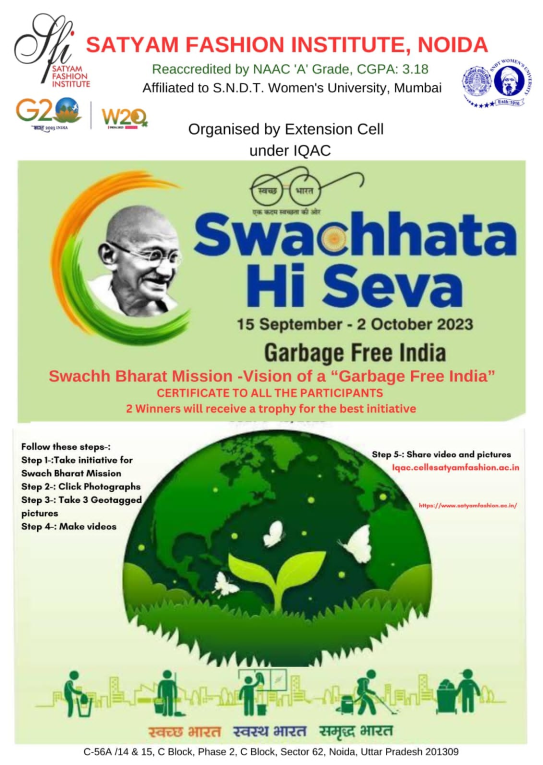 SATYAM FASHION INSTITUTE, NOIDA
SATYAM
FASHION
INSTITUTE
Reaccredited by NAAC 'A' Grade, CGPA: 3.18
Affiliated to S.N.D.T. Women's University, Mumbai
G20
भारत 2023 INDIA
W20
Organised by Extension Cell
under IQAC
स्वच्छ भारत
एक कदम स्वच्छता की ओर
Swachhata
Hi Seva
15 September - 2 October 2023
Garbage Free India
Swachh Bharat Mission -Vision of a “Garbage Free India”
CERTIFICATE TO ALL THE PARTICIPANTS
2 Winners will receive a trophy for the best initiative
Follow these steps-:
Step 1-:Take initiative for
Swach Bharat Mission
Step 2-: Click Photographs
Step 3-: Take 3 Geotagged
pictures
Step 4-: Make videos
Step 5-: Share video and pictures
Iqac.cell@satyamfashion.ac.in
https://www.satyamfashion.ac.in/
स्वच्छ भारत स्वस्थ भारत समृद्ध भारत
C-56A /14 & 15, C Block, Phase 2, C Block, Sector 62, Noida, Uttar Pradesh 201309